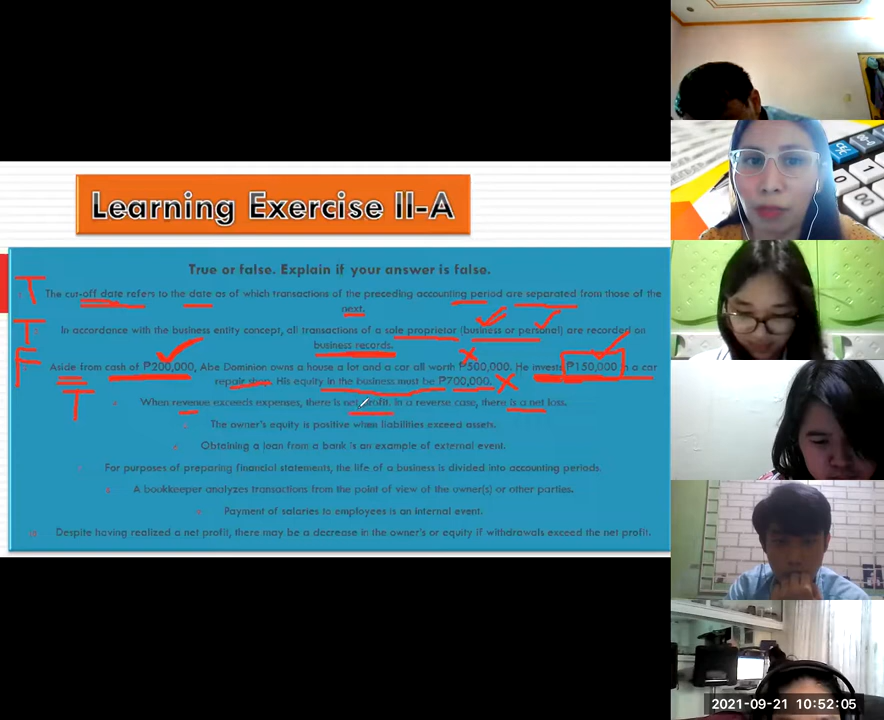 Learning Exercise II-A
True or false. Explain if your answer is false.
T The cut-off date refers to the date as of which transactions of the preceding accounting period are separated from those of the
next.
T In accordance with the business entity concept, all transactions of a sole proprietor (business or personal) are recorded on
business records.
F Aside from cash of ₱200,000, Abe Dominion owns a house a lot and a car all worth ₱500,000. He invests ₱150,000 in a car
repair shop. His equity in the business must be ₱700,000.
T When revenue exceeds expenses, there is net profit. In a reverse case, there is a net loss.
The owner's equity is positive when liabilities exceed assets.
Obtaining a loan from a bank is an example of external event.
For purposes of preparing financial statements, the life of a business is divided into accounting periods.
A bookkeeper analyzes transactions from the point of view of the owner(s) or other parties.
Payment of salaries to employees is an internal event.
Despite having realized a net profit, there may be a decrease in the owner's or equity if withdrawals exceed the net profit.
2021-09-21 10:52:05